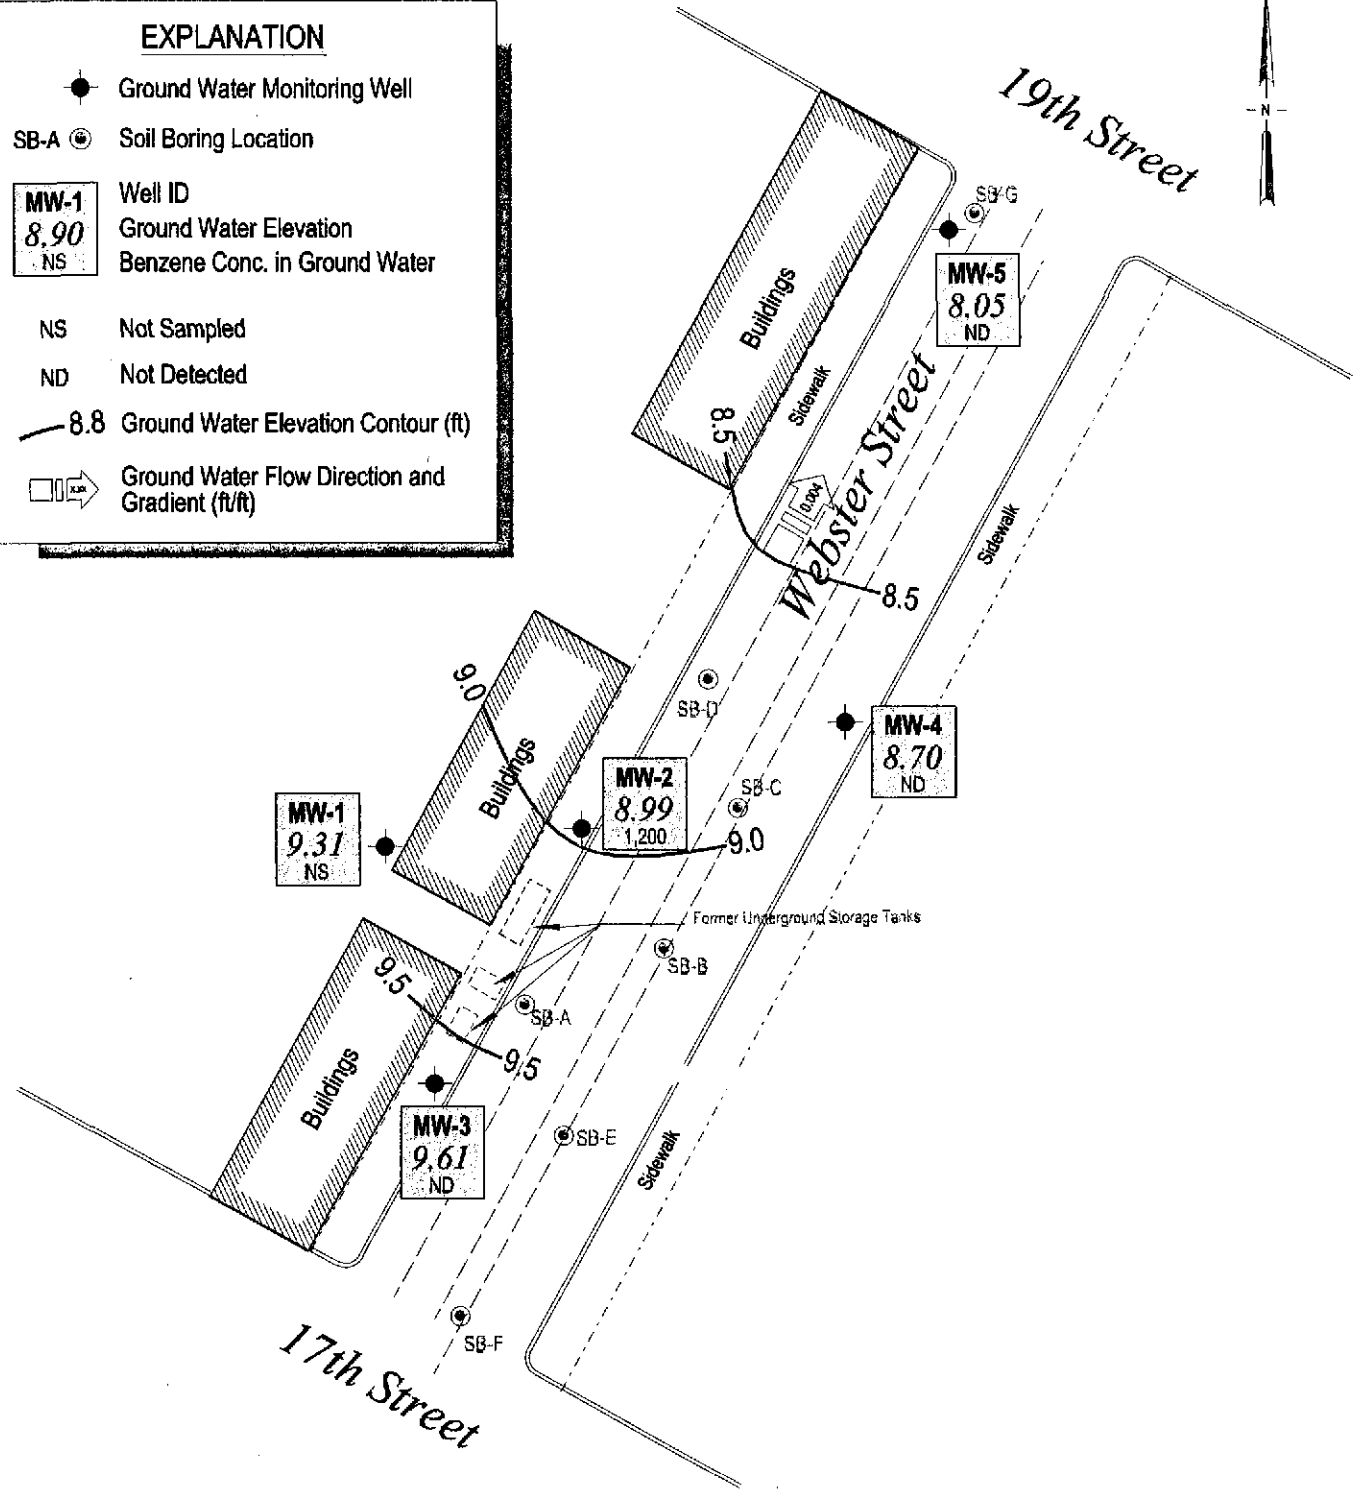 EXPLANATION
Ground Water Monitoring Well
SB-A Soil Boring Location
MW-1
8.90
NS
Well ID
Ground Water Elevation
Benzene Conc. in Ground Water
NS Not Sampled
ND Not Detected
8.8 Ground Water Elevation Contour (ft)
x.xx
Ground Water Flow Direction and
Gradient (ft/ft)
19th Street
N
SB-G
MW-5
8.05
ND
Buildings
Sidewalk
Webster Street
8.5
0.004
Sidewalk
8.5
9.0
SB-D
MW-4
8.70
ND
Buildings
MW-2
8.99
1,200
SB-C
9.0
MW-1
9.31
NS
Former Underground Storage Tanks
SB-B
9.5
SB-A
9.5
Buildings
MW-3
9.61
ND
SB-E
Sidewalk
SB-F
17th Street